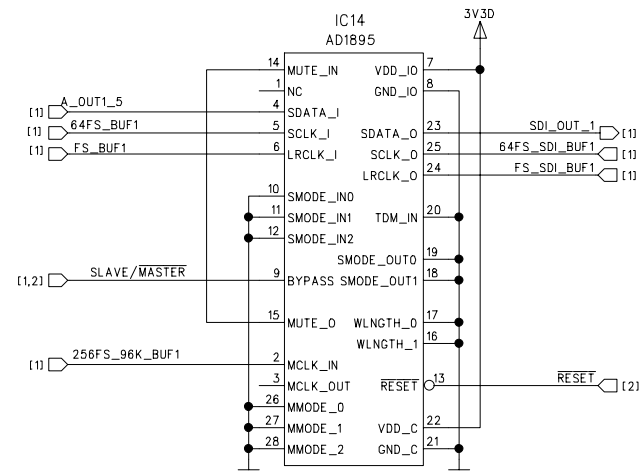 IC14
AD1895
3V3D
14 MUTE_IN VDD_IO 7
1 NC GND_IO 8
[1] A_OUT1_5 4 SDATA_I
[1] 64FS_BUF1 5 SCLK_I SDATA_O 23 SDI_OUT_1 [1]
[1] FS_BUF1 6 LRCLK_I SCLK_O 25 64FS_SDI_BUF1 [1]
LRCLK_O 24 FS_SDI_BUF1 [1]
10 SMODE_IN0
11 SMODE_IN1 TDM_IN 20
12 SMODE_IN2
SMODE_OUT0 19
[1,2] SLAVE/MASTER 9 BYPASS SMODE_OUT1 18
15 MUTE_O WLNGTH_0 17
WLNGTH_1 16
[1] 256FS_96K_BUF1 2 MCLK_IN
3 MCLK_OUT RESET 13 RESET [2]
26 MMODE_0
27 MMODE_1 VDD_C 22
28 MMODE_2 GND_C 21